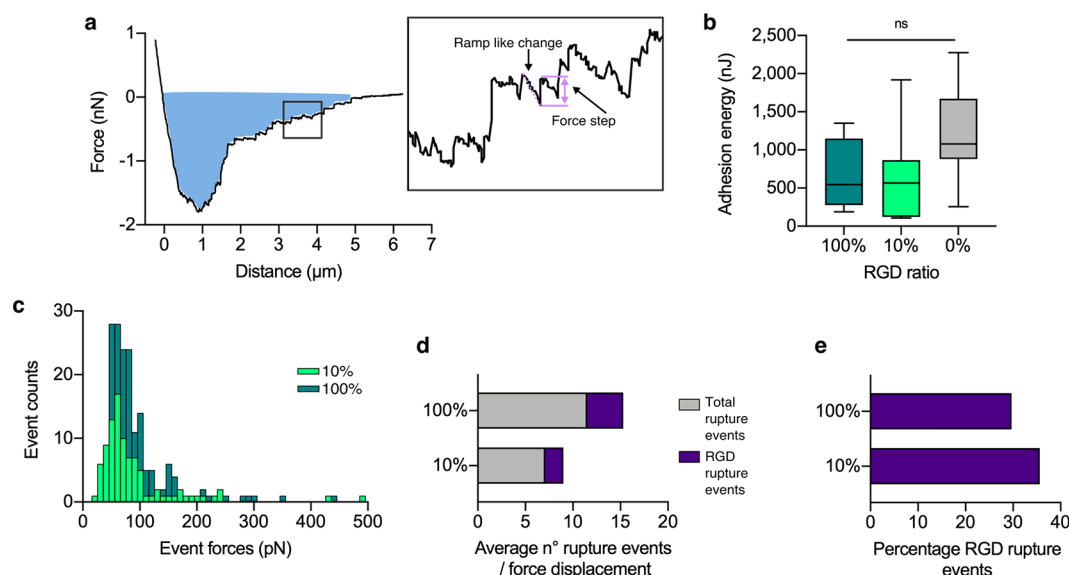 a
1
0
-1
-2
Force (nN)
0 1 2 3 4 5 6 7
Distance (µm)
Ramp like change
Force step
b
ns
2,500
2,000
1,500
1,000
500
0
Adhesion energy (nJ)
100% 10% 0%
RGD ratio
c
30
20
10
0
Event counts
10%
100%
0 100 200 300 400 500
Event forces (pN)
d
100%
10%
Total
rupture
events
RGD
rupture
events
0 5 10 15 20
Average n° rupture events
/ force displacement
e
100%
10%
0 10 20 30 40
Percentage RGD rupture
events